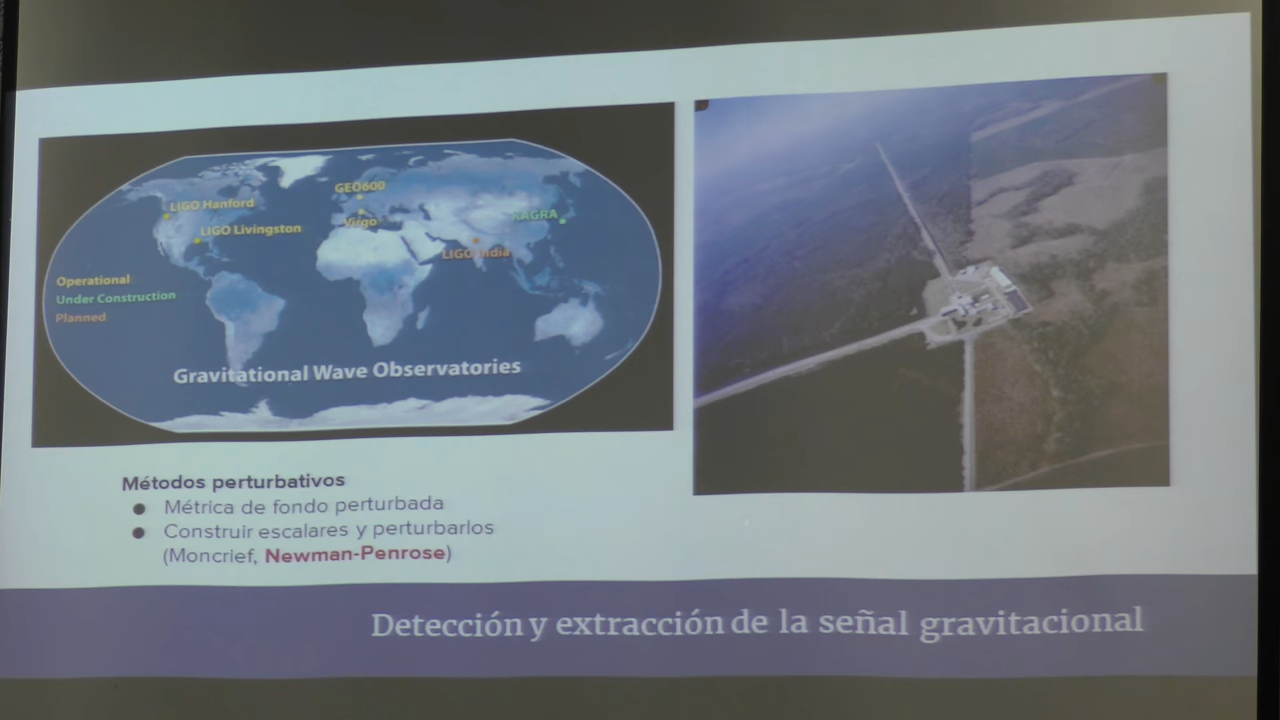 GEO600
LIGO Hanford
Virgo
KAGRA
LIGO Livingston
LIGO India
Operational
Under Construction
Planned
Gravitational Wave Observatories
Métodos perturbativos
● Métrica de fondo perturbada
● Construir escalares y perturbarlos
(Moncrief, Newman-Penrose)
Detección y extracción de la señal gravitacional